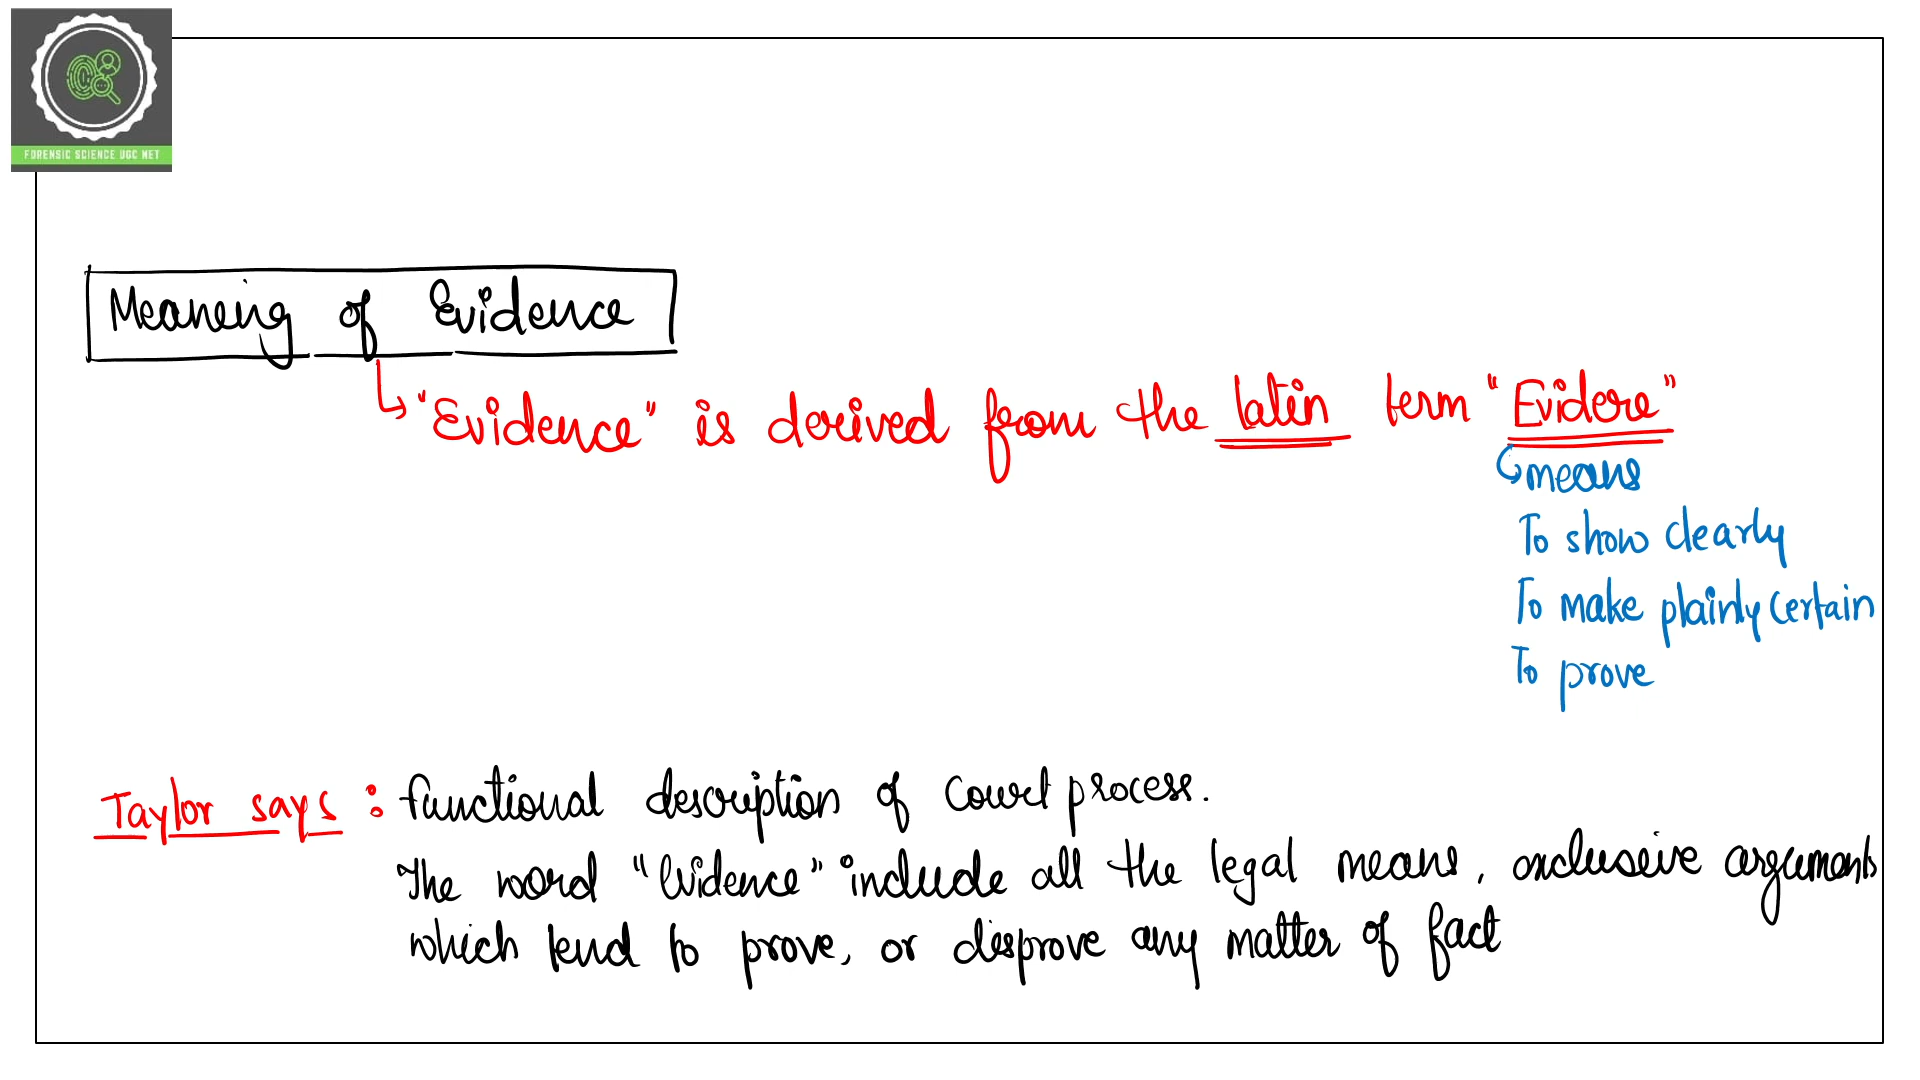 FORENSIC SCIENCE UGC NET
Meaning of Evidence
"Evidence" is derived from the latin term "Evidere"
means
To show clearly
To make plainly certain
To prove
Taylor says : functional description of court process.
The word "Evidence" include all the legal means, exclusive arguments
which tend to prove, or disprove any matter of fact